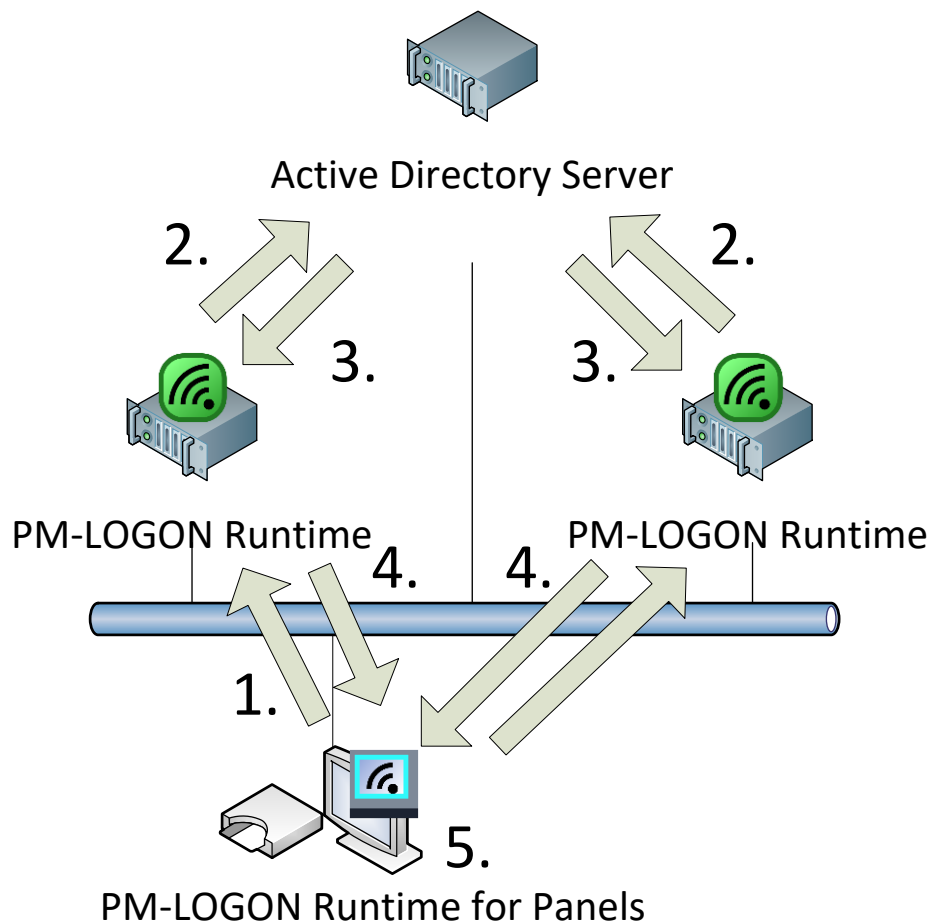 Active Directory Server
2.
2.
3.
3.
PM-LOGON Runtime
PM-LOGON Runtime
4.
4.
1.
5.
PM-LOGON Runtime for Panels